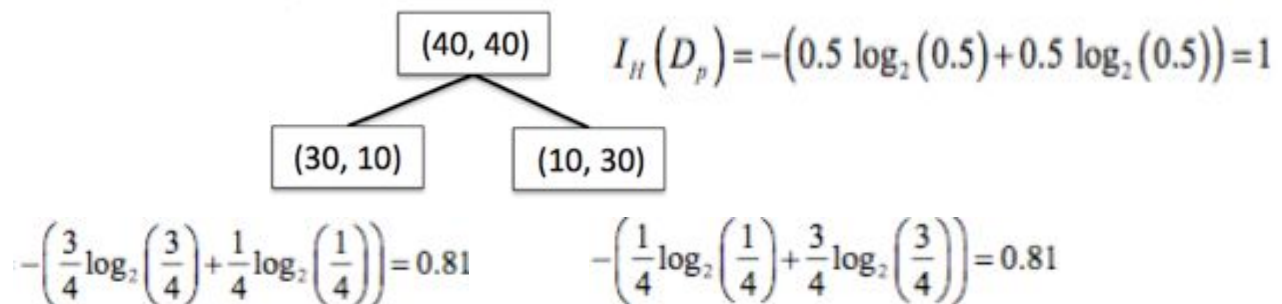 (40, 40)
I_H(D_p)=-(0.5 log₂(0.5)+0.5 log₂(0.5))=1
(30, 10)
(10, 30)
-(3/4 log₂(3/4)+1/4 log₂(1/4))=0.81
-(1/4 log₂(1/4)+3/4 log₂(3/4))=0.81